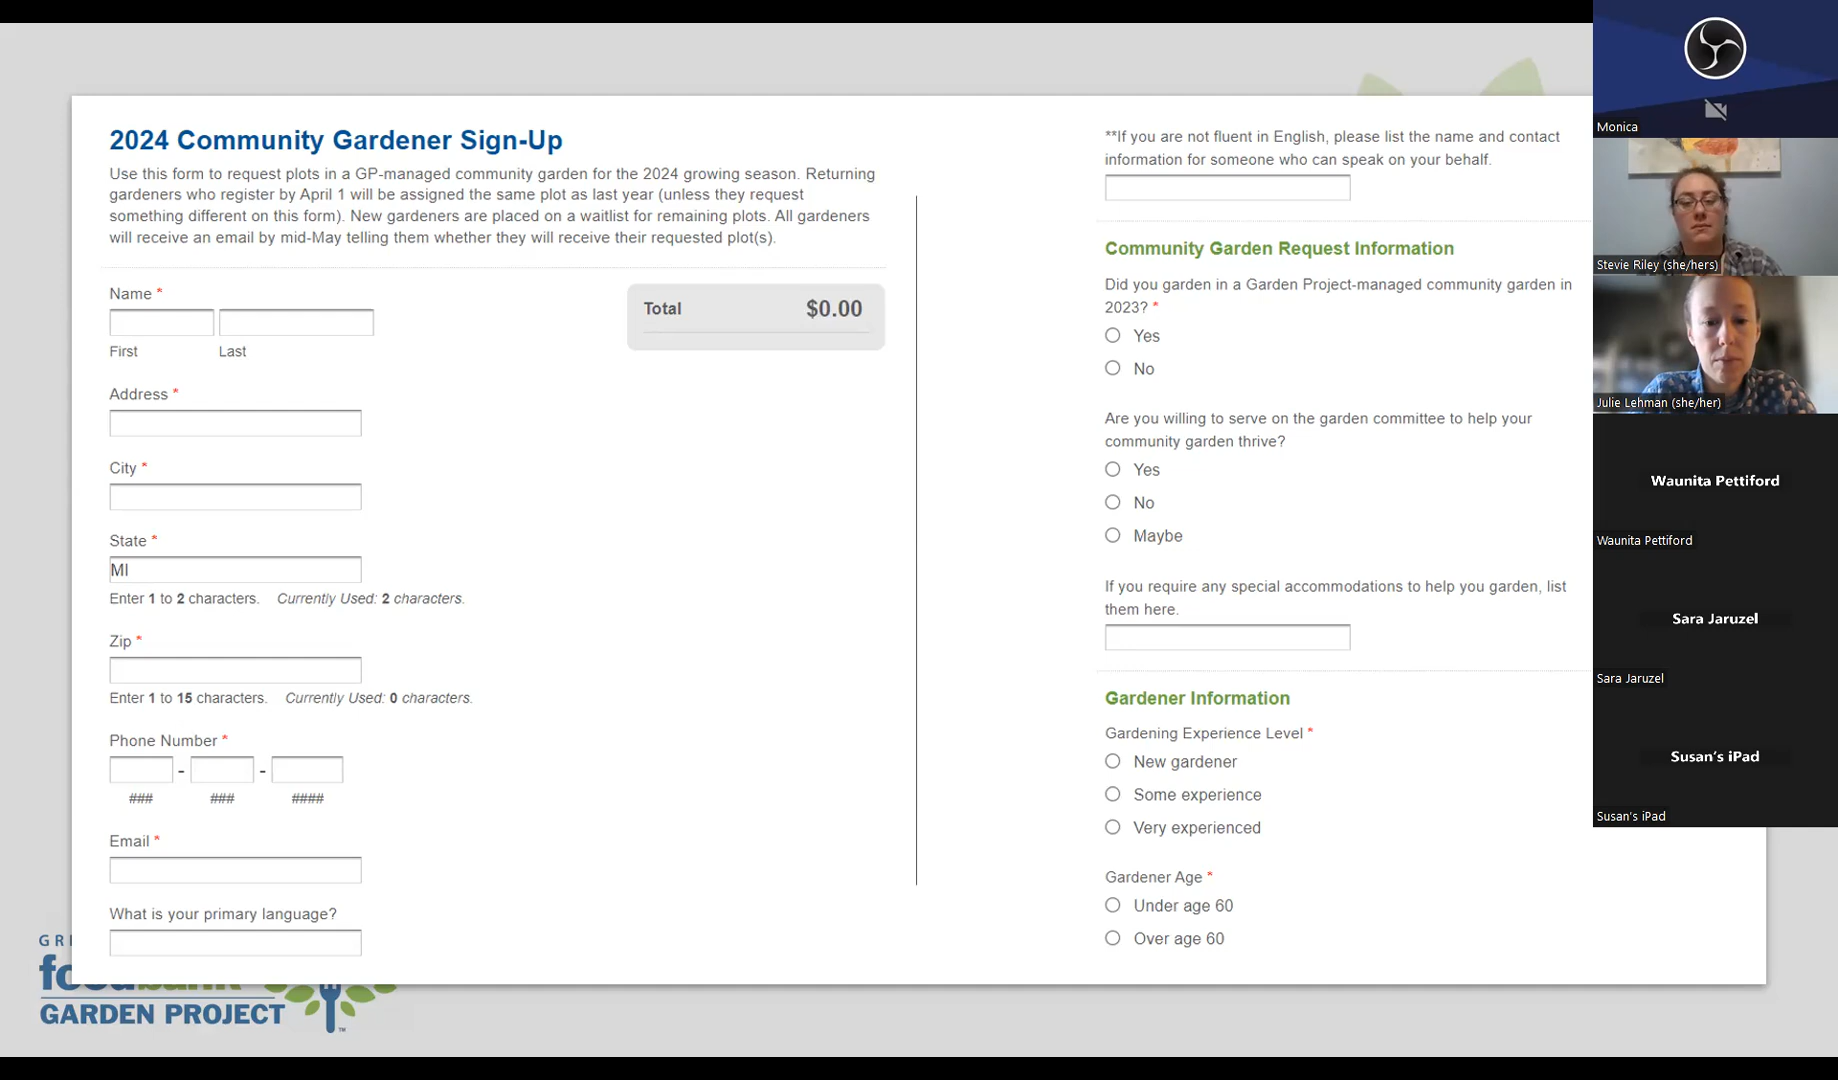 2024 Community Gardener Sign-Up
Use this form to request plots in a GP-managed community garden for the 2024 growing season. Returning
gardeners who register by April 1 will be assigned the same plot as last year (unless they request
something different on this form). New gardeners are placed on a waitlist for remaining plots. All gardeners
will receive an email by mid-May telling them whether they will receive their requested plot(s).
Name *
First Last
Total $0.00
Address *
City *
State *
MI
Enter 1 to 2 characters. Currently Used: 2 characters.
Zip *
Enter 1 to 15 characters. Currently Used: 0 characters.
Phone Number *
- -
### ### ####
Email *
What is your primary language?
**If you are not fluent in English, please list the name and contact
information for someone who can speak on your behalf.
Community Garden Request Information
Did you garden in a Garden Project-managed community garden in
2023? *
Yes
No
Are you willing to serve on the garden committee to help your
community garden thrive?
Yes
No
Maybe
If you require any special accommodations to help you garden, list
them here.
Gardener Information
Gardening Experience Level *
New gardener
Some experience
Very experienced
Gardener Age *
Under age 60
Over age 60
GARDEN PROJECT
TM
Monica
Stevie Riley (she/hers)
Julie Lehman (she/her)
Waunita Pettiford
Waunita Pettiford
Sara Jaruzel
Sara Jaruzel
Susan's iPad
Susan's iPad